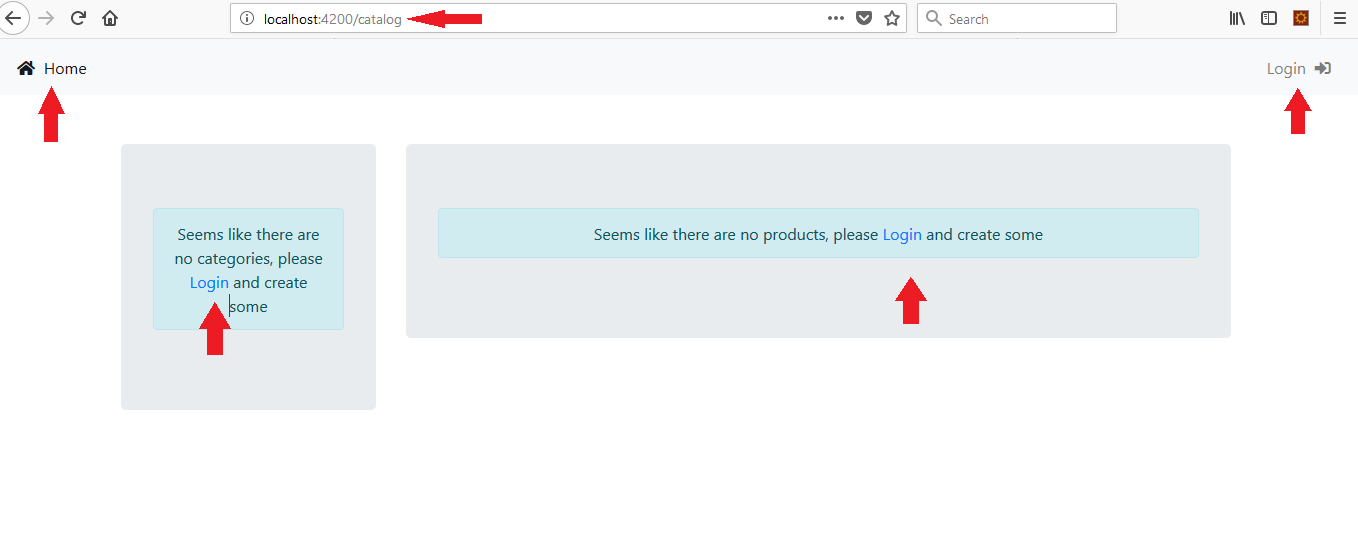 localhost:4200/catalog
Search
Home
Login
Seems like there are
no categories, please
Login and create
some
Seems like there are no products, please Login and create some